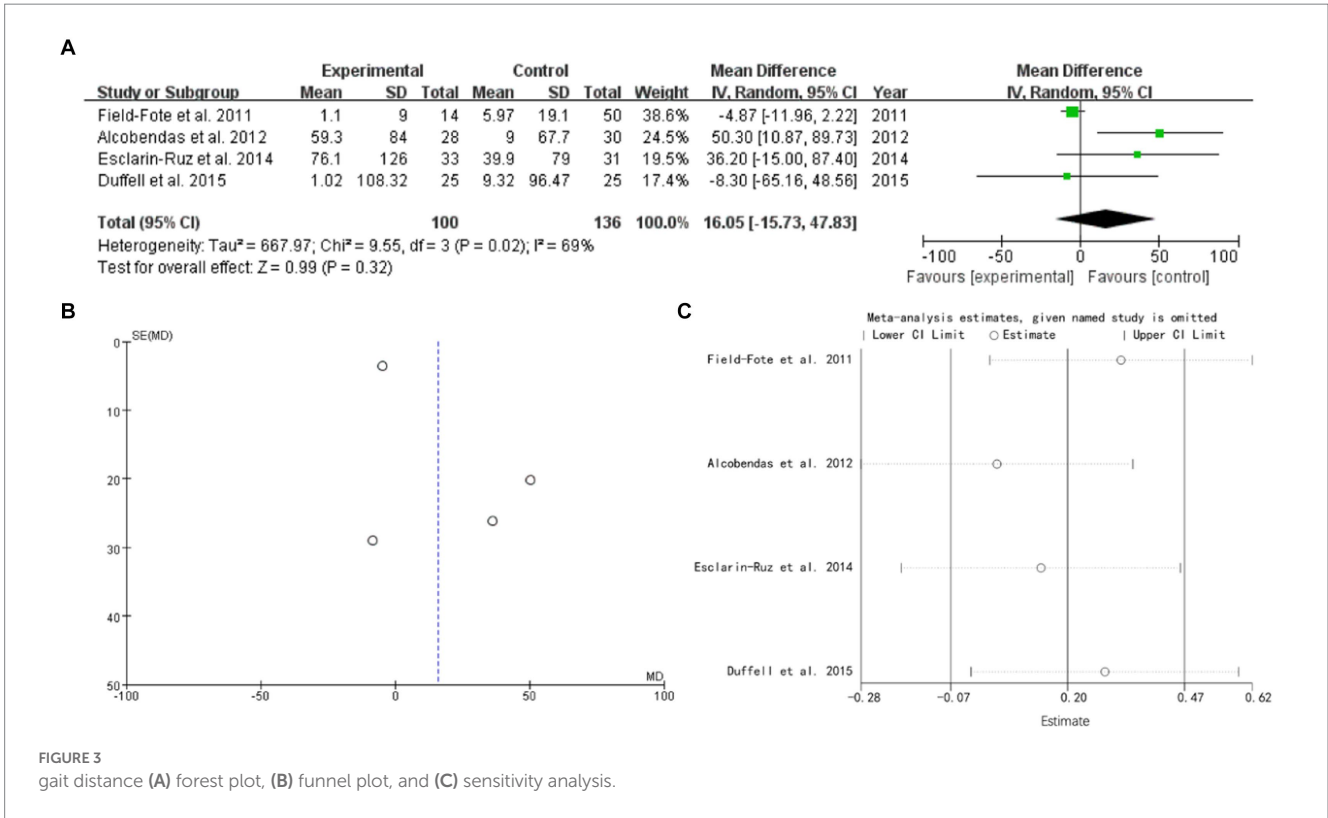 A
Experimental Control Mean Difference Mean Difference
Study or Subgroup Mean SD Total Mean SD Total Weight IV, Random, 95% CI Year IV, Random, 95% CI
Field-Fote et al. 2011 1.1 9 14 5.97 19.1 50 38.6% -4.87 [-11.96, 2.22] 2011
Alcobendas et al. 2012 59.3 84 28 9 67.7 30 24.5% 50.30 [10.87, 89.73] 2012
Esclarin-Ruz et al. 2014 76.1 126 33 39.9 79 31 19.5% 36.20 [-15.00, 87.40] 2014
Duffell et al. 2015 1.02 108.32 25 9.32 96.47 25 17.4% -8.30 [-65.16, 48.56] 2015
Total (95% CI) 100 136 100.0% 16.05 [-15.73, 47.83]
Heterogeneity: Tau² = 667.97; Chi² = 9.55, df = 3 (P = 0.02); I² = 69%
Test for overall effect: Z = 0.99 (P = 0.32)
-100 -50 0 50 100
Favours [experimental] Favours [control]
B
SE(MD)
0
10
20
30
40
50
MD
-100 -50 0 50 100
C
Meta-analysis estimates, given named study is omitted
| Lower CI Limit ○ Estimate | Upper CI Limit
Field-Fote et al. 2011
Alcobendas et al. 2012
Esclarin-Ruz et al. 2014
Duffell et al. 2015
-0.28 -0.07 0.20 0.47 0.62
Estimate
FIGURE 3
gait distance (A) forest plot, (B) funnel plot, and (C) sensitivity analysis.